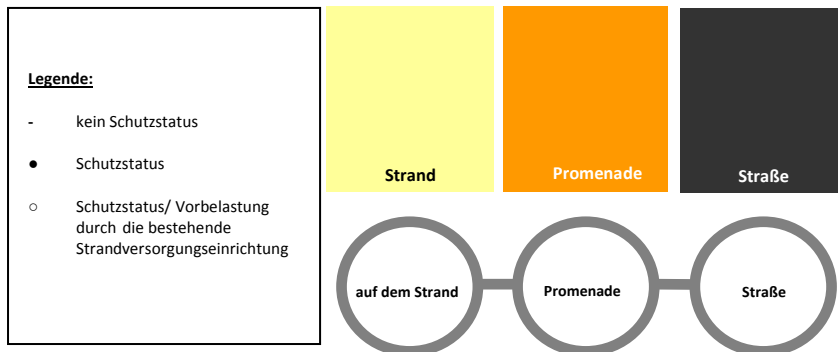 Legende:
- kein Schutzstatus
● Schutzstatus
○ Schutzstatus/ Vorbelastung
durch die bestehende
Strandversorgungseinrichtung
Strand
Promenade
Straße
auf dem Strand
Promenade
Straße